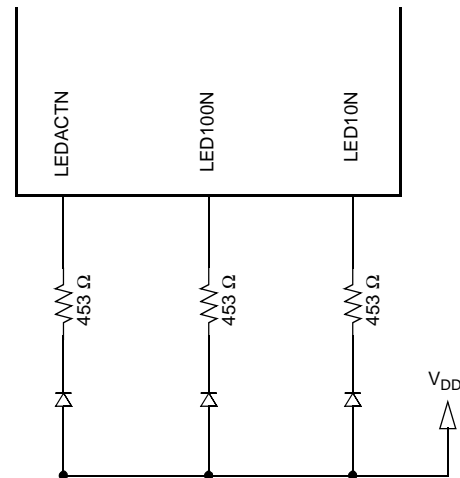 LEDACTN
LED100N
LED10N
453 Ω
453 Ω
453 Ω
VDD